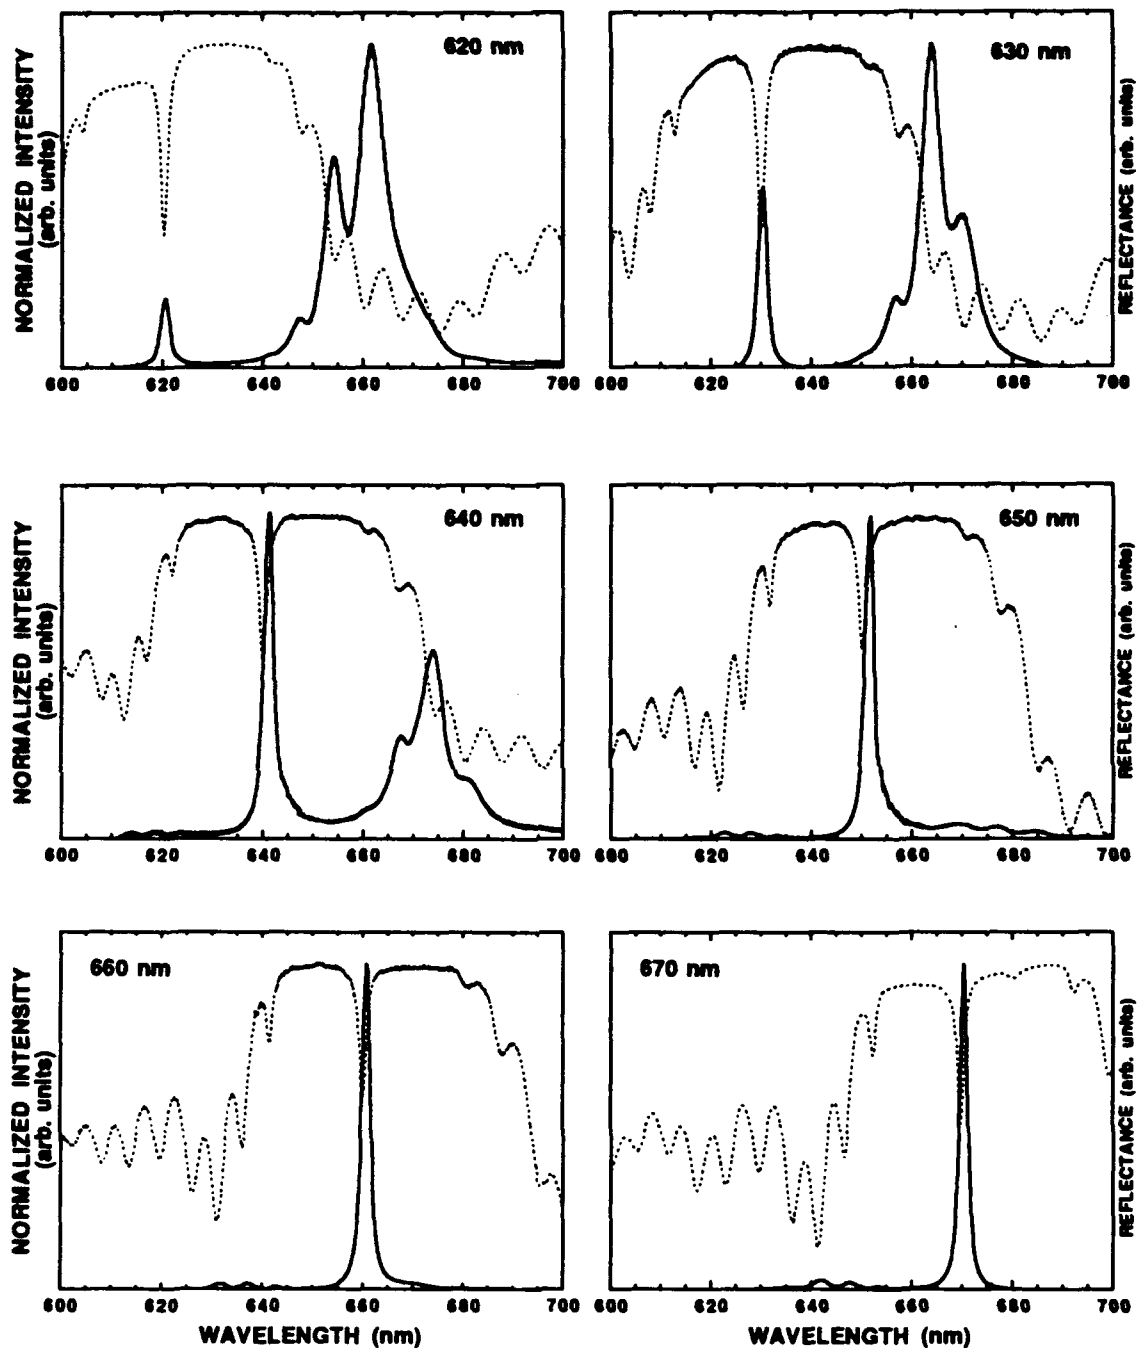 NORMALIZED INTENSITY
(arb. units)
620 nm
600 620 640 660 680 700
630 nm
REFLECTANCE (arb. units)
600 620 640 660 680 700
NORMALIZED INTENSITY
(arb. units)
640 nm
600 620 640 660 680 700
650 nm
REFLECTANCE (arb. units)
600 620 640 660 680 700
NORMALIZED INTENSITY
(arb. units)
660 nm
600 620 640 660 680 700
WAVELENGTH (nm)
670 nm
REFLECTANCE (arb. units)
600 620 640 660 680 700
WAVELENGTH (nm)